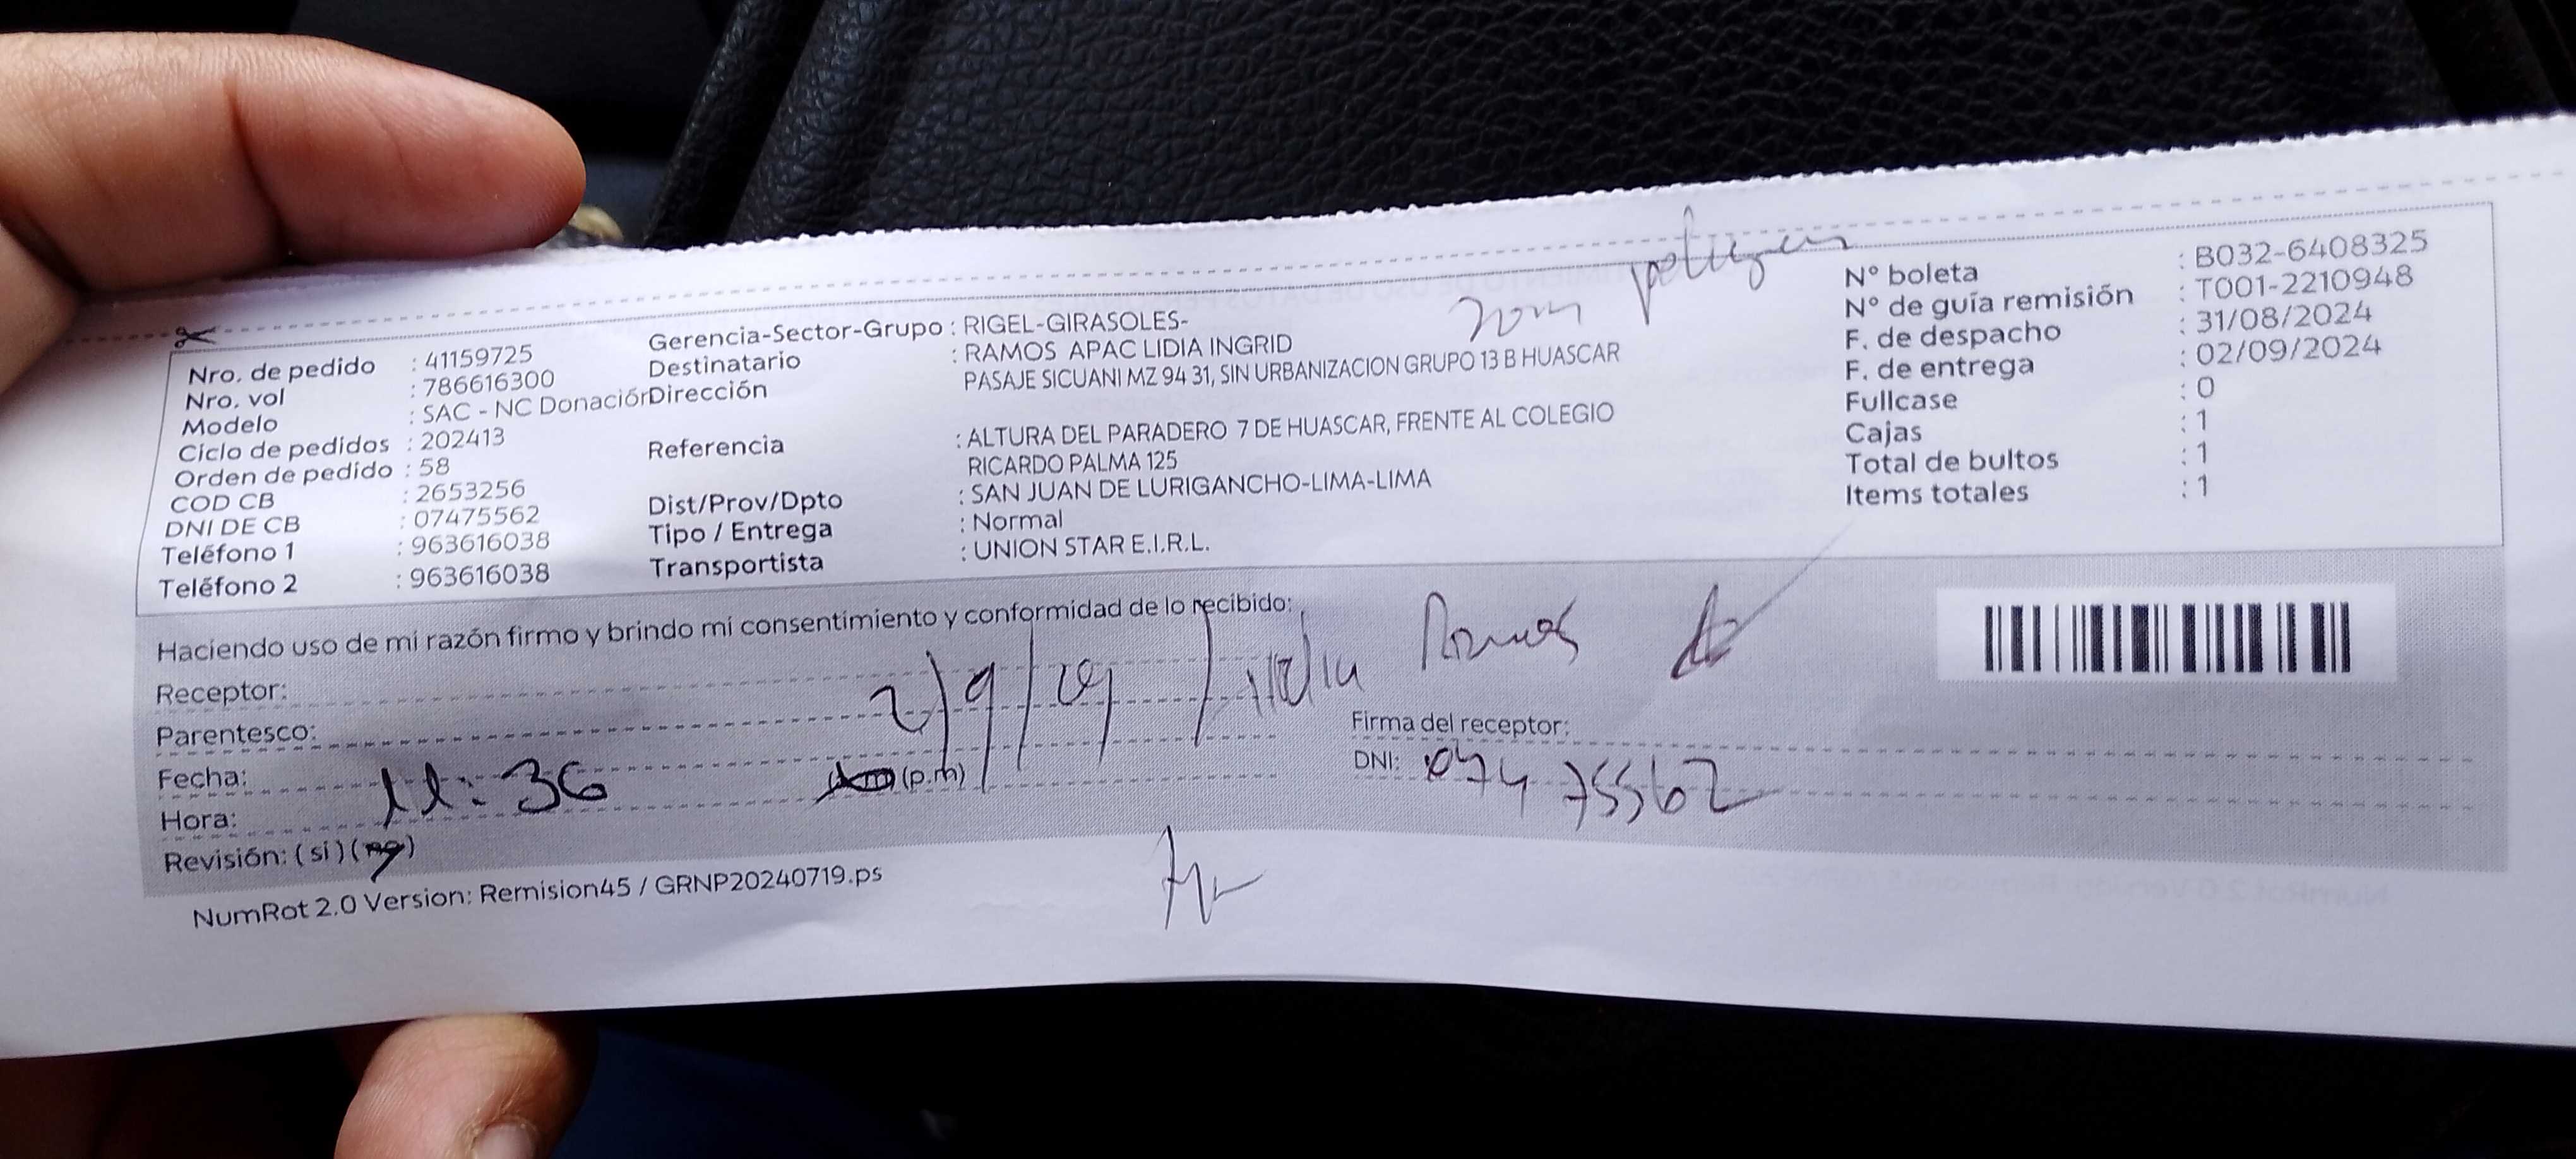 Nro. de pedido : 41159725
Nro. vol : 786616300
Modelo : SAC - NC Donación
Ciclo de pedidos : 202413
Orden de pedido : 58
COD CB : 2653256
DNI DE CB : 07475562
Teléfono 1 : 963616038
Teléfono 2 : 963616038
Gerencia-Sector-Grupo : RIGEL-GIRASOLES-
Destinatario : RAMOS APAC LIDIA INGRID
Dirección PASAJE SICUANI MZ 94 31, SIN URBANIZACION GRUPO 13 B HUASCAR
Referencia : ALTURA DEL PARADERO 7 DE HUASCAR, FRENTE AL COLEGIO
RICARDO PALMA 125
Dist/Prov/Dpto : SAN JUAN DE LURIGANCHO-LIMA-LIMA
Tipo / Entrega : Normal
Transportista : UNION STAR E.I.R.L.
N° boleta : B032-6408325
N° de guía remisión : T001-2210948
F. de despacho : 31/08/2024
F. de entrega : 02/09/2024
Fullcase : 0
Cajas : 1
Total de bultos : 1
Items totales : 1
Haciendo uso de mi razón firmo y brindo mi consentimiento y conformidad de lo recibido:
Receptor:
Ramos
Parentesco:
Fecha: 2/9/
Hora: 11:36 (p.m)
Revisión: ( si ) ( no )
Firma del receptor:
DNI: 07475562
NumRot 2.0 Version: Remision45 / GRNP20240719.ps